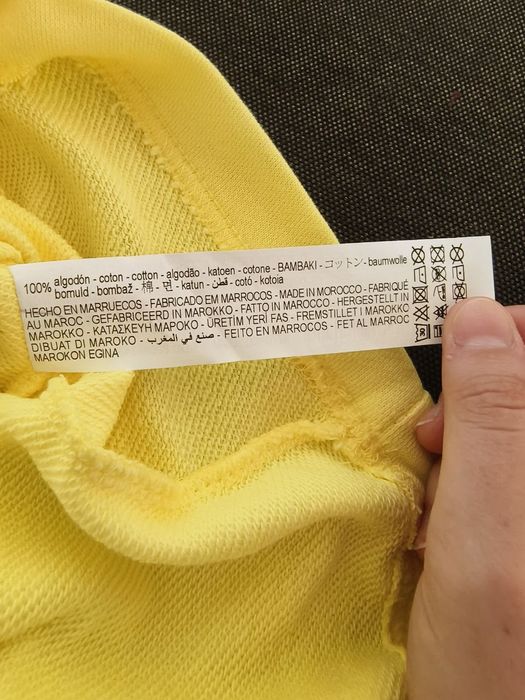 100% algodón - coton - cotton - algodão - katoen - cotone - BAMBAKI - コットン - baumwolle
bomuld - bombaž - 棉 - 면 - katun - قطن - cotó - kotoia
HECHO EN MARRUECOS - FABRICADO EM MARROCOS - MADE IN MOROCCO - FABRIQUÉ
AU MAROC - GEFABRICEERD IN MAROKKO - FATTO IN MAROCCO - HERGESTELLT IN
MAROKKO - ΚΑΤΑΣΚΕΥΗ ΜΑΡΟΚΟ - ÜRETIM YERİ FAS - FREMSTILLET I MAROKKO
DIBUAT DI MAROKO - صنع في المغرب - FEITO EN MARROCOS - FET AL MARROC
MAROKON EGINA